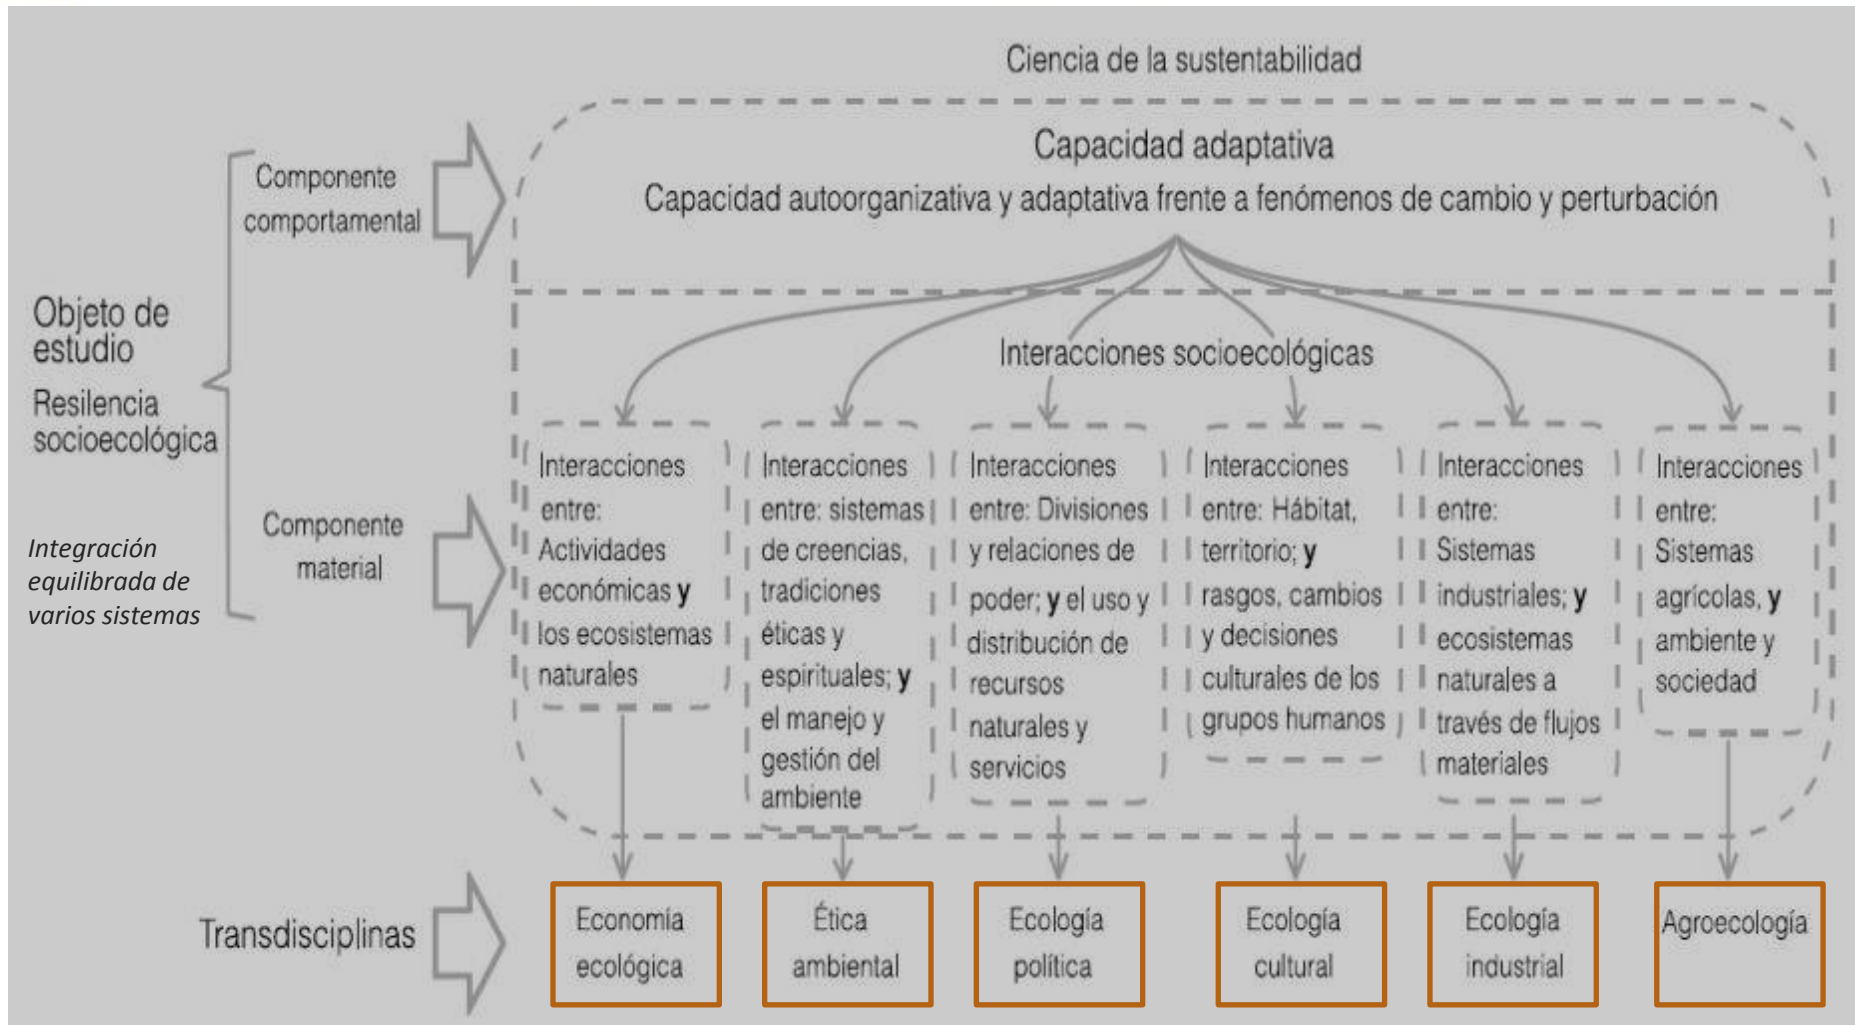 Ciencia de la sustentabilidad
Capacidad adaptativa
Capacidad autoorganizativa y adaptativa frente a fenómenos de cambio y perturbación
Componente
comportamental
Objeto de
estudio
Resilencia
socioecológica
Integración
equilibrada de
varios sistemas
Componente
material
Interacciones socioecológicas
Interacciones
entre:
Actividades
económicas y
los ecosistemas
naturales
Interacciones
entre: sistemas
de creencias,
tradiciones
éticas y
espirituales; y
el manejo y
gestión del
ambiente
Interacciones
entre: Divisiones
y relaciones de
poder; y el uso y
distribución de
recursos
naturales y
servicios
Interacciones
entre: Hábitat,
territorio; y
rasgos, cambios
y decisiones
culturales de los
grupos humanos
Interacciones
entre:
Sistemas
industriales; y
ecosistemas
naturales a
través de flujos
materiales
Interacciones
entre:
Sistemas
agrícolas, y
ambiente y
sociedad
Transdisciplinas
Economía
ecológica
Ética
ambiental
Ecología
política
Ecología
cultural
Ecología
industrial
Agroecología